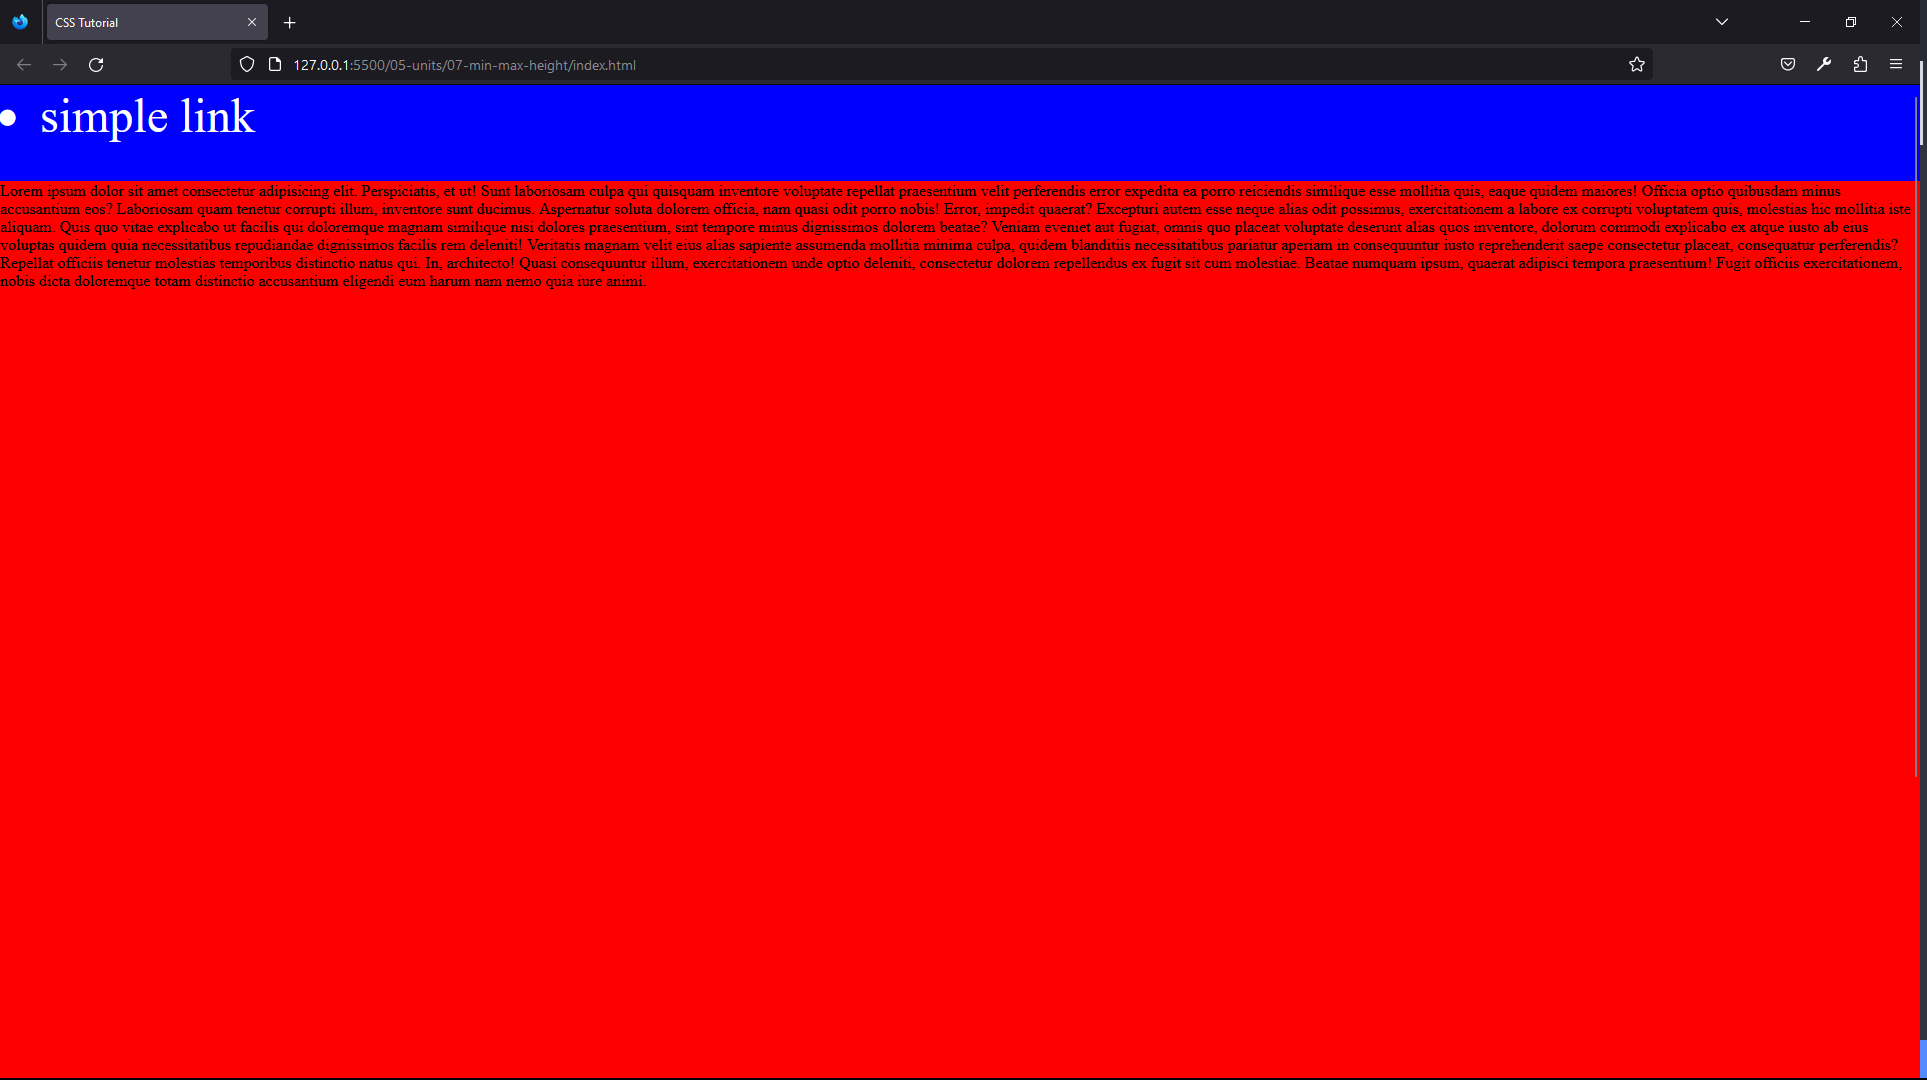 CSS Tutorial
127.0.0.1:5500/05-units/07-min-max-height/index.html
simple link
Lorem ipsum dolor sit amet consectetur adipisicing elit. Perspiciatis, et ut! Sunt laboriosam culpa qui quisquam inventore voluptate repellat praesentium velit perferendis error expedita ea porro reiciendis similique esse mollitia quis, eaque quidem maiores! Officia optio quibusdam minus
accusantium eos? Laboriosam quam tenetur corrupti illum, inventore sunt ducimus. Aspernatur soluta dolorem officia, nam quasi odit porro nobis! Error, impedit quaerat? Excepturi autem esse neque alias odit possimus, exercitationem a labore ex corrupti voluptatem quis, molestias hic mollitia iste
aliquam. Quis quo vitae explicabo ut facilis qui doloremque magnam similique nisi dolores praesentium, sint tempore minus dignissimos dolorem beatae? Veniam eveniet aut fugiat, omnis quo placeat voluptate deserunt alias quos inventore, dolorum commodi explicabo ex atque iusto ab eius
voluptas quidem quia necessitatibus repudiandae dignissimos facilis rem deleniti! Veritatis magnam velit eius alias sapiente assumenda mollitia minima culpa, quidem blanditiis necessitatibus pariatur aperiam in consequuntur iusto reprehenderit saepe consectetur placeat, consequatur perferendis?
Repellat officiis tenetur molestias temporibus distinctio natus qui. In, architecto! Quasi consequuntur illum, exercitationem unde optio deleniti, consectetur dolorem repellendus ex fugit sit cum molestiae. Beatae numquam ipsum, quaerat adipisci tempora praesentium! Fugit officiis exercitationem,
nobis dicta doloremque totam distinctio accusantium eligendi eum harum nam nemo quia iure animi.